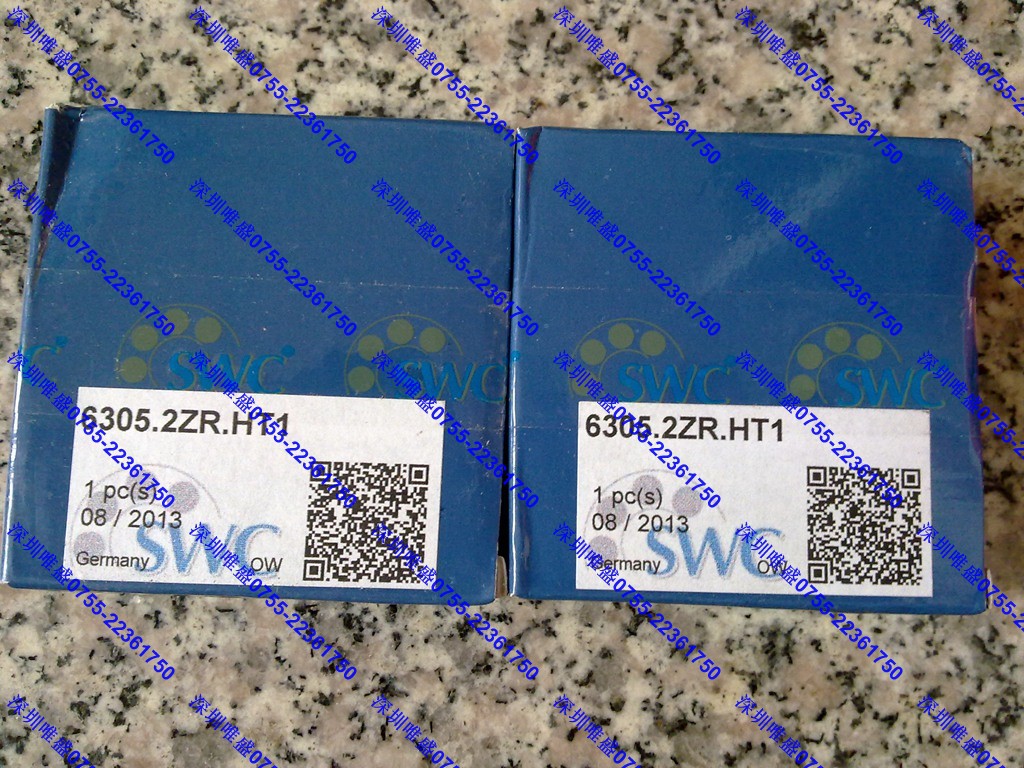 SWC
SWC
SWC
SWC
6305.2ZR.HT1
1 pc(s)
08 / 2013
SWC
Germany
OW
6305.2ZR.HT1
1 pc(s)
08 / 2013
SWC
Germany
OW
深圳唯盛0755-22361750